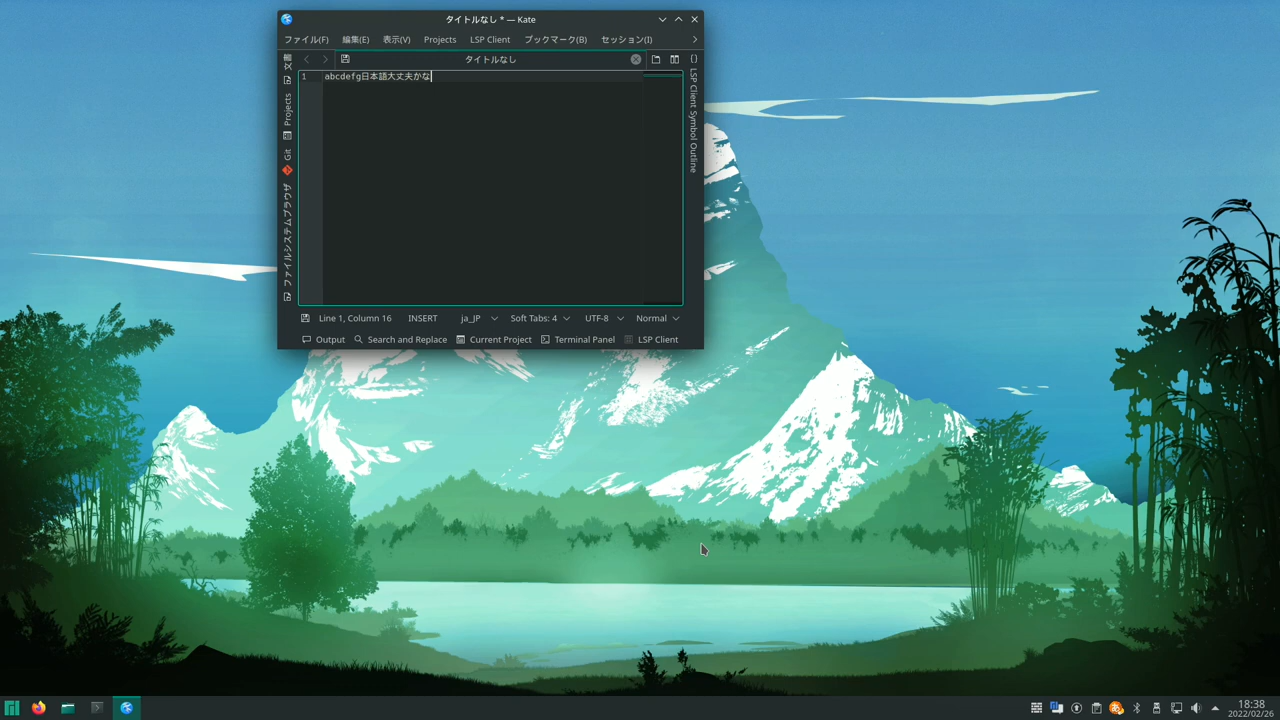 タイトルなし * — Kate
ファイル(F) 編集(E) 表示(V) Projects LSP Client ブックマーク(B) セッション(I)
タイトルなし
1 abcdefg日本語大丈夫かな
Projects
Git
ファイルシステムブラウザ
LSP Client Symbol Outline
Line 1, Column 16 INSERT ja_JP Soft Tabs: 4 UTF-8 Normal
Output Search and Replace Current Project Terminal Panel LSP Client
18:38
2022/02/26